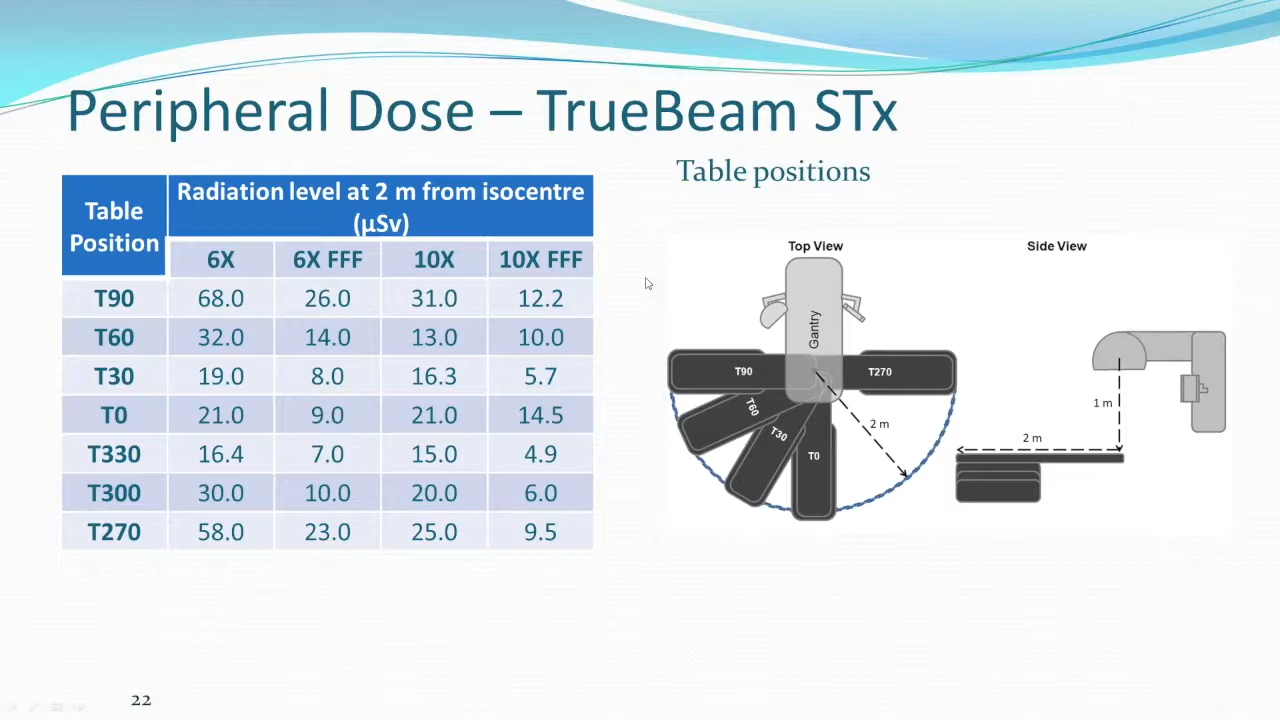 Peripheral Dose – TrueBeam STx
Table positions
Table Position
Radiation level at 2 m from isocentre
(µSv)
6X 6X FFF 10X 10X FFF
T90 68.0 26.0 31.0 12.2
T60 32.0 14.0 13.0 10.0
T30 19.0 8.0 16.3 5.7
T0 21.0 9.0 21.0 14.5
T330 16.4 7.0 15.0 4.9
T300 30.0 10.0 20.0 6.0
T270 58.0 23.0 25.0 9.5
Top View
Side View
Gantry
T90
T270
T60
T30
T0
2 m
1 m
2 m
22